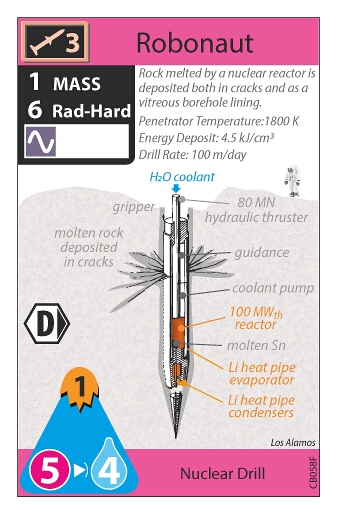 3
Robonaut
1 MASS
6 Rad-Hard
Rock melted by a nuclear reactor is
deposited both in cracks and as a
vitreous borehole lining.
Penetrator Temperature:1800 K
Energy Deposit: 4.5 kJ/cm³
Drill Rate: 100 m/day
H₂O coolant
gripper
80 MN
hydraulic thruster
molten rock
deposited
in cracks
guidance
coolant pump
D
100 MWth
reactor
molten Sn
Li heat pipe
evaporator
Li heat pipe
condensers
1
Los Alamos
5 4
Nuclear Drill
CB058F